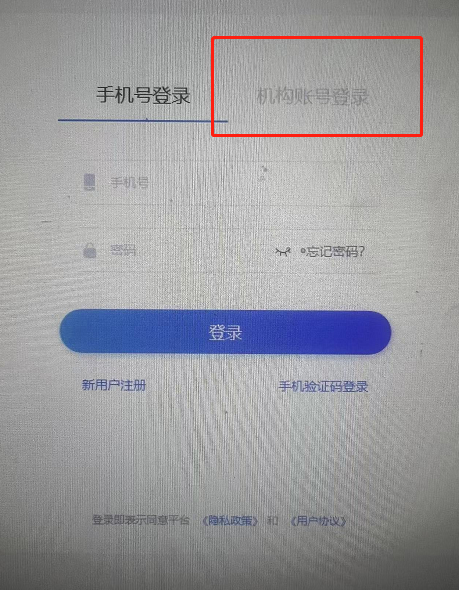 手机号登录 机构账号登录
手机号
密码 忘记密码?
登录
新用户注册 手机验证码登录
登录即表示同意平台 《隐私政策》 和 《用户协议》